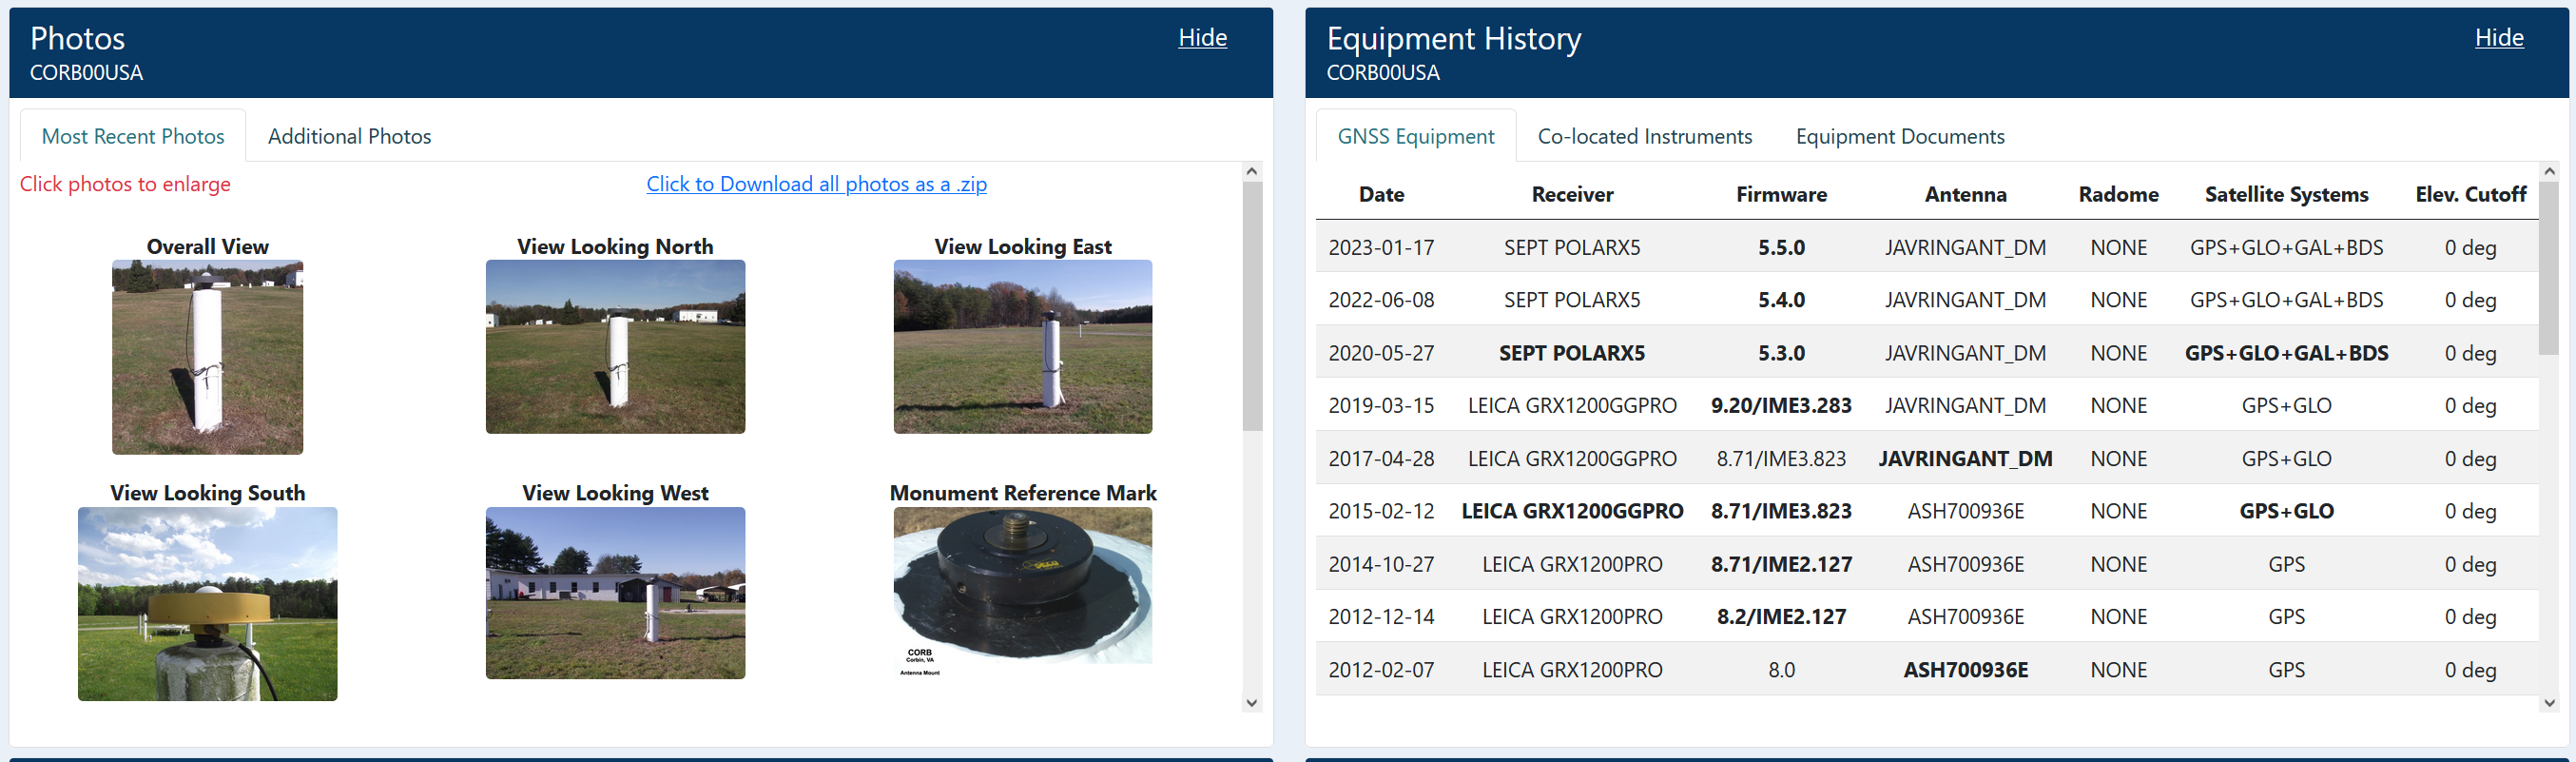 Photos
Hide
CORB00USA
Most Recent Photos Additional Photos
Click photos to enlarge Click to Download all photos as a .zip
Overall View View Looking North View Looking East
View Looking South View Looking West Monument Reference Mark
CORB
Corbin, VA
Antenna Mount
Equipment History
Hide
CORB00USA
GNSS Equipment Co-located Instruments Equipment Documents
Date Receiver Firmware Antenna Radome Satellite Systems Elev. Cutoff
2023-01-17 SEPT POLARX5 5.5.0 JAVRINGANT_DM NONE GPS+GLO+GAL+BDS 0 deg
2022-06-08 SEPT POLARX5 5.4.0 JAVRINGANT_DM NONE GPS+GLO+GAL+BDS 0 deg
2020-05-27 SEPT POLARX5 5.3.0 JAVRINGANT_DM NONE GPS+GLO+GAL+BDS 0 deg
2019-03-15 LEICA GRX1200GGPRO 9.20/IME3.283 JAVRINGANT_DM NONE GPS+GLO 0 deg
2017-04-28 LEICA GRX1200GGPRO 8.71/IME3.823 JAVRINGANT_DM NONE GPS+GLO 0 deg
2015-02-12 LEICA GRX1200GGPRO 8.71/IME3.823 ASH700936E NONE GPS+GLO 0 deg
2014-10-27 LEICA GRX1200PRO 8.71/IME2.127 ASH700936E NONE GPS 0 deg
2012-12-14 LEICA GRX1200PRO 8.2/IME2.127 ASH700936E NONE GPS 0 deg
2012-02-07 LEICA GRX1200PRO 8.0 ASH700936E NONE GPS 0 deg